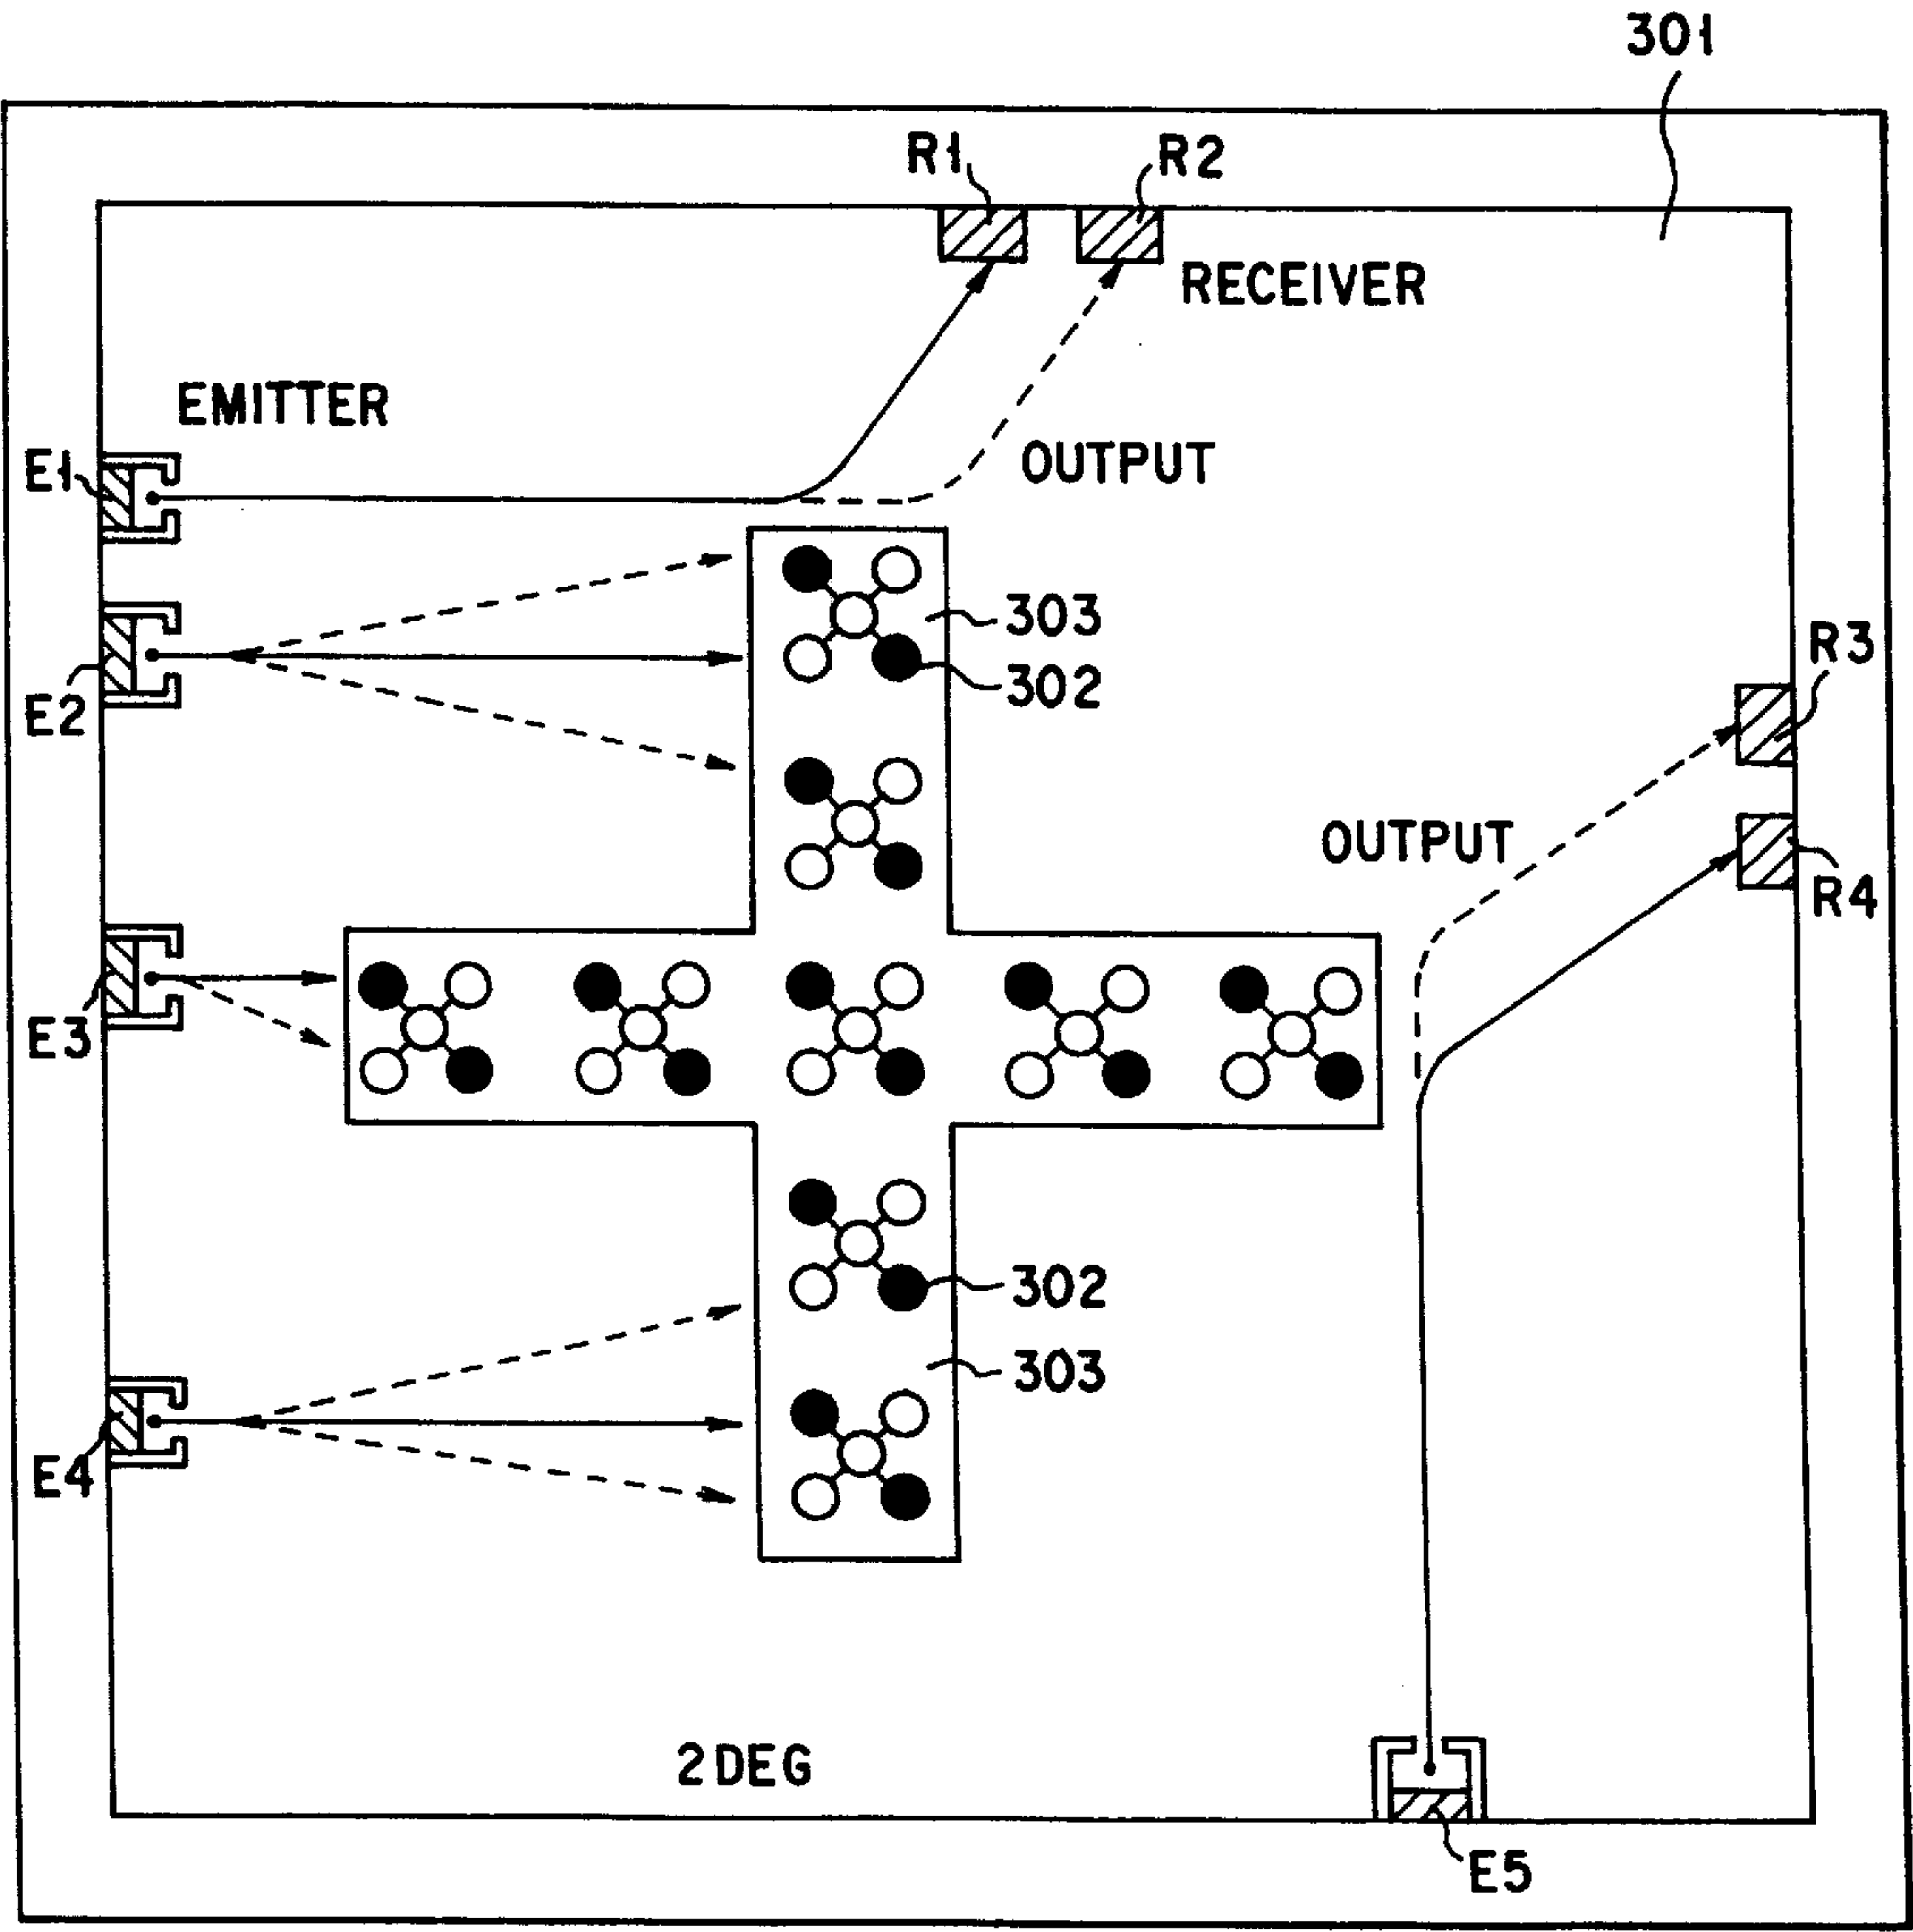 301
R1
R2
RECEIVER
EMITTER
E1
OUTPUT
303
R3
302
E2
OUTPUT
R4
E3
302
303
E4
2DEG
E5